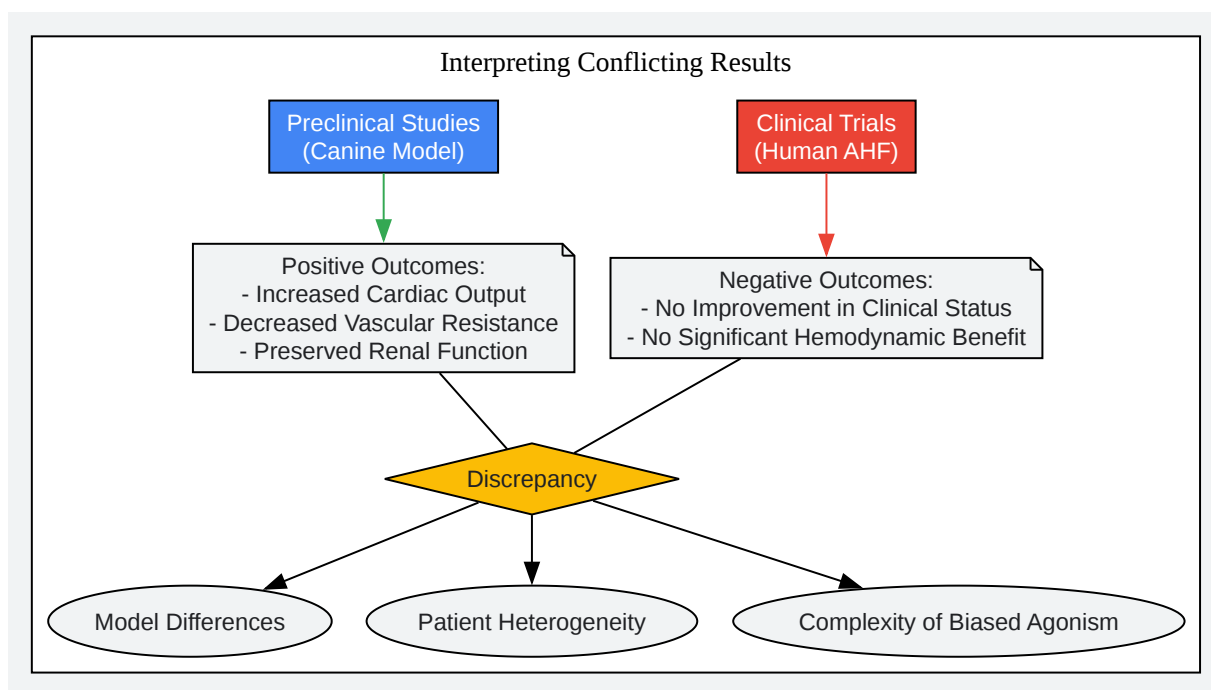 Interpreting Conflicting Results
Preclinical Studies
(Canine Model)
Clinical Trials
(Human AHF)
Positive Outcomes:
- Increased Cardiac Output
- Decreased Vascular Resistance
- Preserved Renal Function
Negative Outcomes:
- No Improvement in Clinical Status
- No Significant Hemodynamic Benefit
Discrepancy
Model Differences
Patient Heterogeneity
Complexity of Biased Agonism